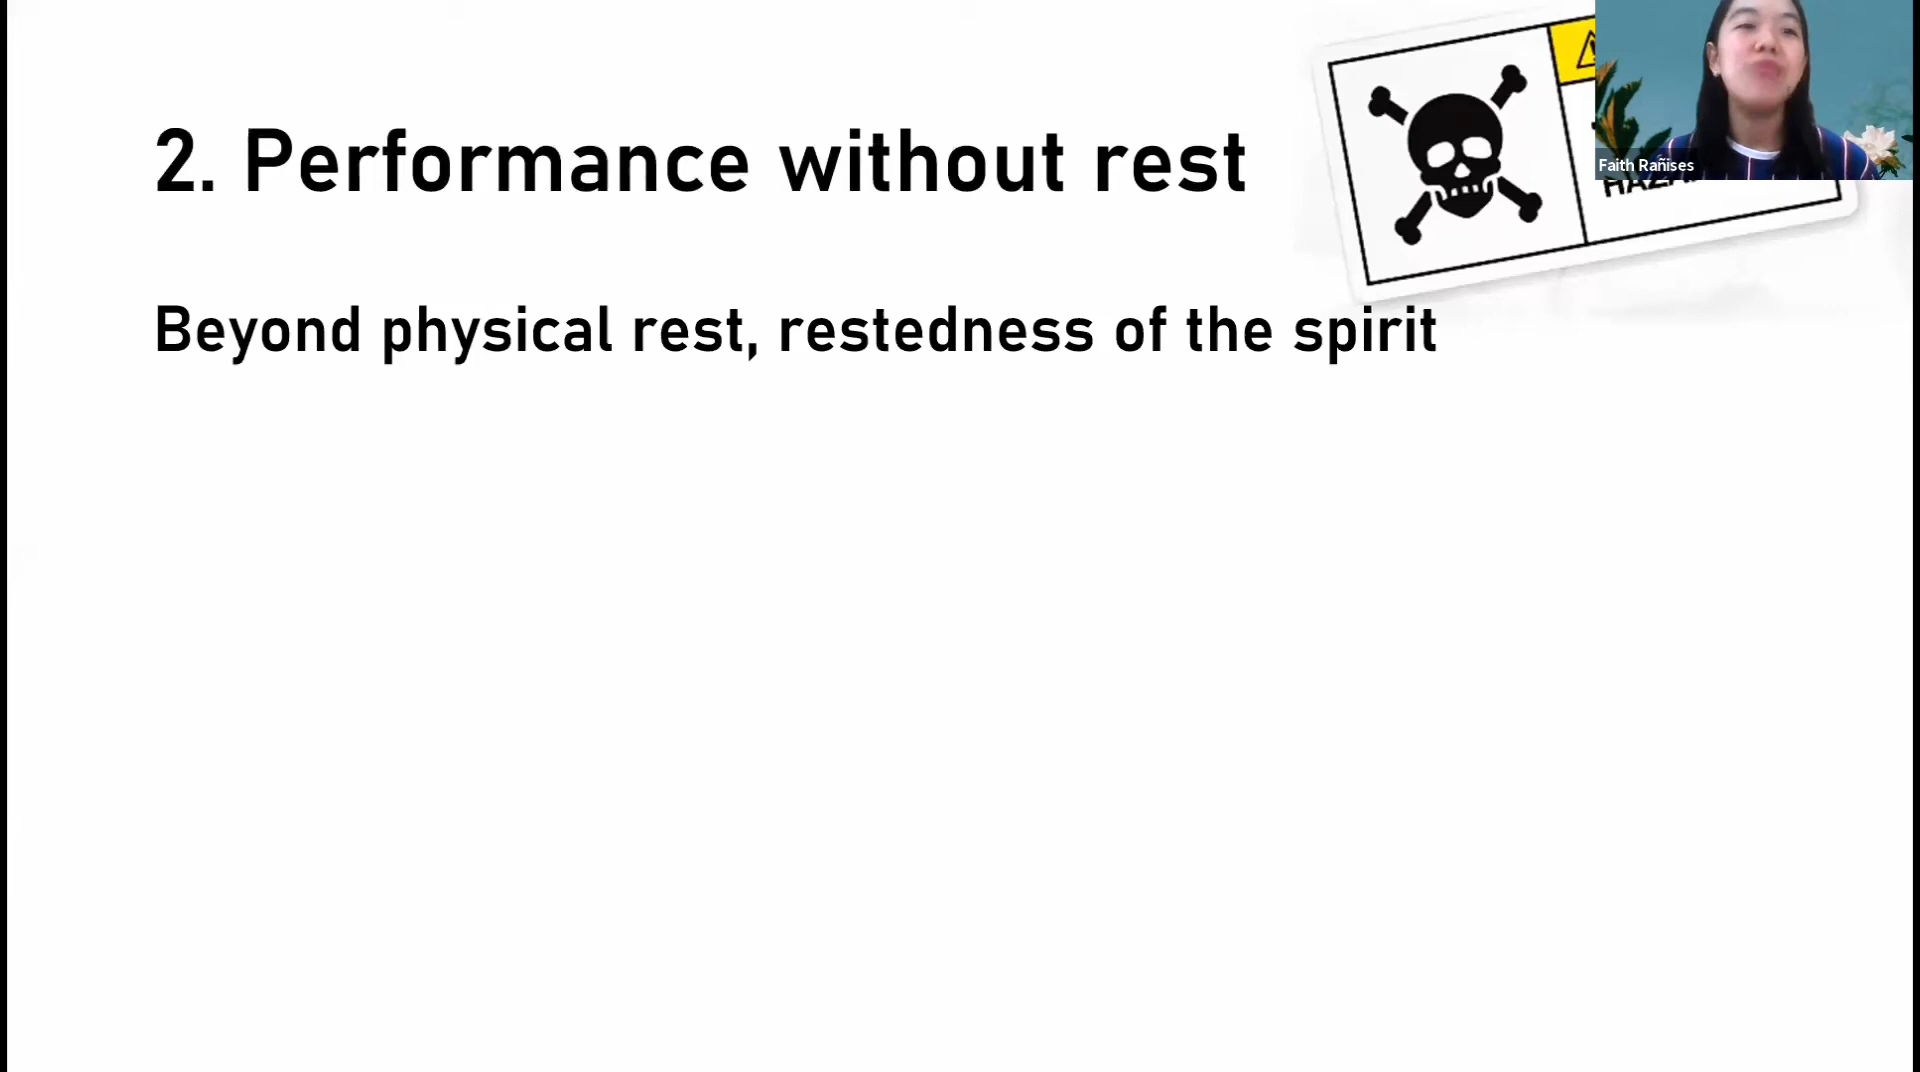 2. Performance without rest
Faith Rañises
Beyond physical rest, restedness of the spirit